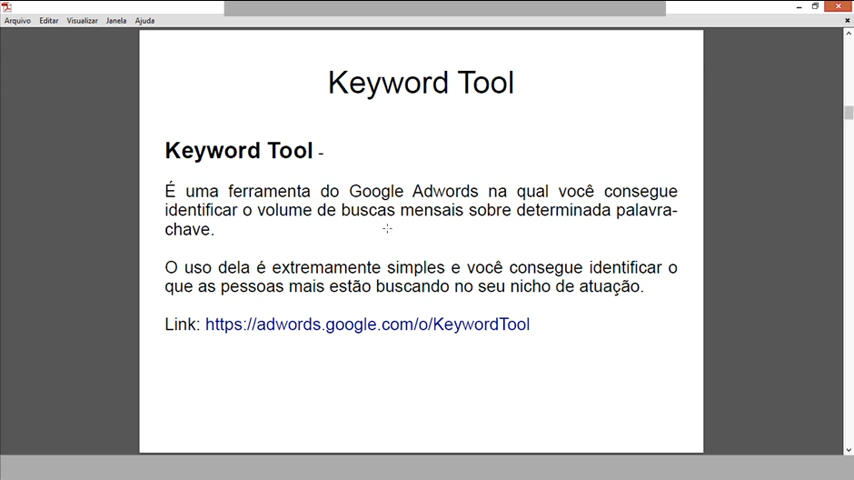 Arquivo Editar Visualizar Janela Ajuda
Keyword Tool
Keyword Tool -
É uma ferramenta do Google Adwords na qual você consegue
identificar o volume de buscas mensais sobre determinada palavra-
chave.
O uso dela é extremamente simples e você consegue identificar o
que as pessoas mais estão buscando no seu nicho de atuação.
Link: https://adwords.google.com/o/KeywordTool